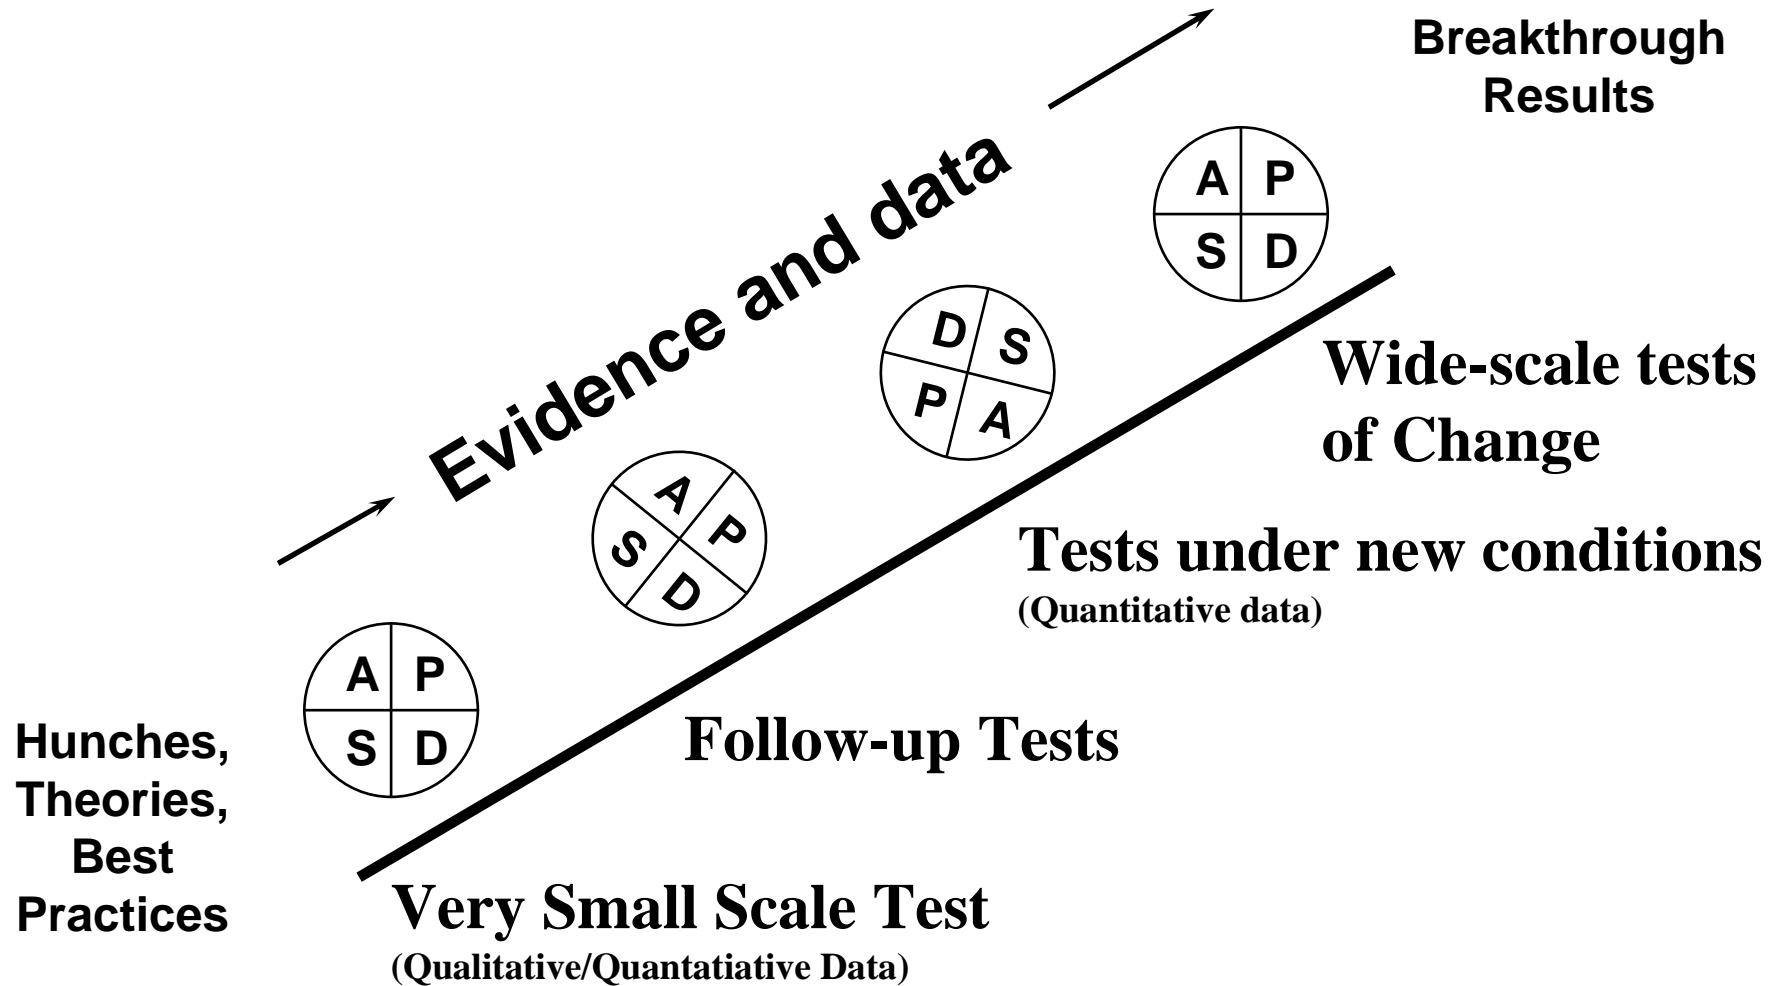 Breakthrough
Results
Evidence and data
A P
S D
D S
P A
A P
S D
A P
S D
Wide-scale tests
of Change
Tests under new conditions
(Quantitative data)
Follow-up Tests
Hunches,
Theories,
Best
Practices
Very Small Scale Test
(Qualitative/Quantatiative Data)